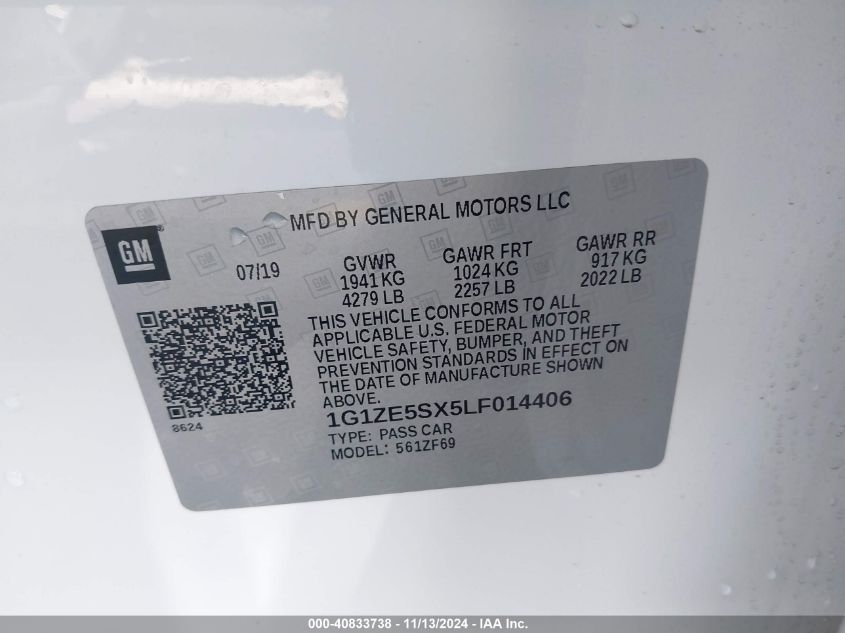 MFD BY GENERAL MOTORS LLC
GM®
07/19
GVWR
1941 KG
4279 LB
GAWR FRT
1024 KG
2257 LB
GAWR RR
917 KG
2022 LB
THIS VEHICLE CONFORMS TO ALL
APPLICABLE U.S. FEDERAL MOTOR
VEHICLE SAFETY, BUMPER, AND THEFT
PREVENTION STANDARDS IN EFFECT ON
THE DATE OF MANUFACTURE SHOWN
ABOVE.
1G1ZE5SX5LF014406
8624
TYPE: PASS CAR
MODEL: 561ZF69
000-40833738 - 11/13/2024 - IAA Inc.